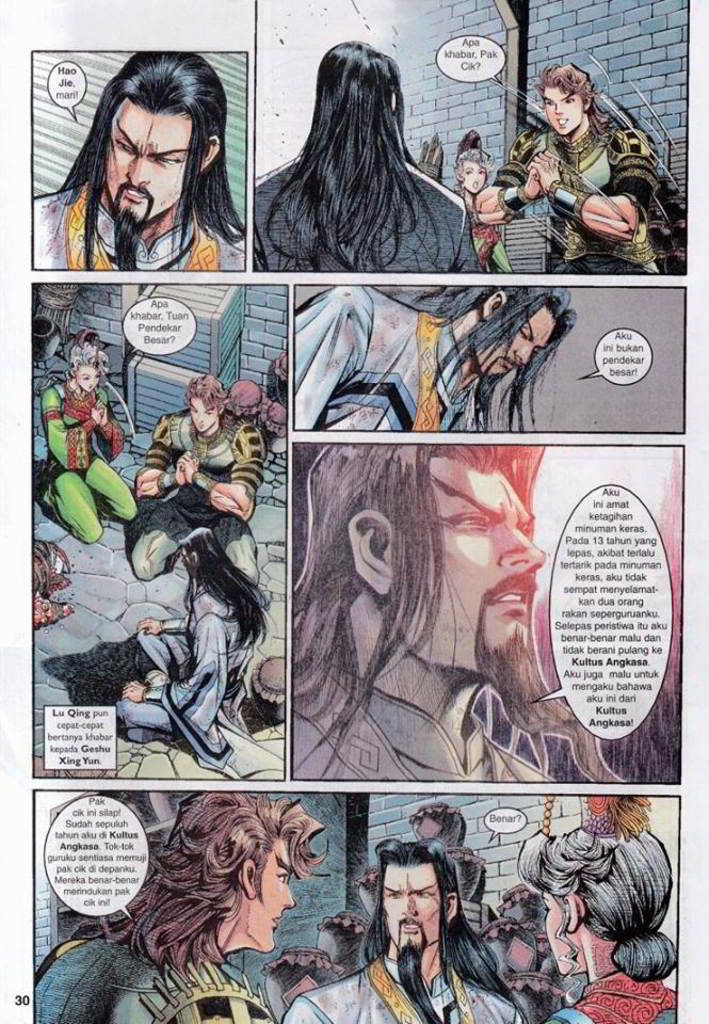 Hao
Jie,
mari!
Apa
khabar, Pak
Cik?
Apa
khabar, Tuan
Pendekar
Besar?
Lu Qing pun
cepat-cepat
bertanya khabar
kepada Geshu
Xing Yun.
Aku
ini bukan
pendekar
besar!
Aku
ini amat
ketagihan
minuman keras.
Pada 13 tahun yang
lepas, akibat terlalu
tertarik pada minuman
keras, aku tidak
sempat menyelamat-
kan dua orang
rakan seperguruanku.
Selepas peristiwa itu aku
benar-benar malu dan
tidak berani pulang ke
Kultus Angkasa.
Aku juga malu untuk
mengaku bahawa
aku ini dari
Kultus
Angkasa!
Pak
cik ini silap!
Sudah sepuluh
tahun aku di Kultus
Angkasa. Tok-tok
guruku sentiasa memuji
pak cik di depanku.
Mereka benar-benar
merindukan pak
cik ini!
Benar?
30